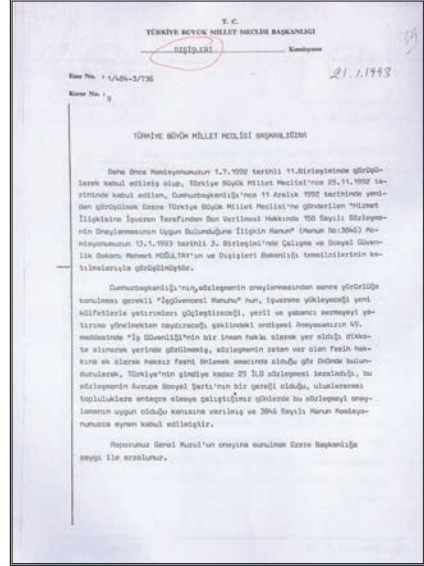 T. C.
TÜRKİYE BÜYÜK MİLLET MECLİSİ BAŞKANLIĞI
DIŞİŞLERİ Komisyonu
Esas No. : 1/484-3/736
21.1.1993
Karar No. : 9
TÜRKİYE BÜYÜK MİLLET MECLİSİ BAŞKANLIĞINA
Daha önce Komisyonumuzun 1.7.1992 tarihli 11.Birleşiminde görüşü-
lerek kabul edilmiş olup, Türkiye Büyük Millet Meclisi'nce 25.11.1992 ta-
rihinde kabul edilen, Cumhurbaşkanlığı'nca 11 Aralık 1992 tarihinde yeni-
den görüşülmek üzere Türkiye Büyük Millet Meclisi'ne gönderilen "Hizmet
İlişkisine İşveren Tarafından Son Verilmesi Hakkında 158 Sayılı Sözleşme-
nin Onaylanmasının Uygun Bulunduğuna İlişkin Kanun" (Kanun No:3846) Ko-
misyonumuzun 13.1.1993 tarihli 3. Birleşimi'nde Çalışma ve Sosyal Güven-
lik Bakanı Mehmet MOĞULTAY'ın ve Dışişleri Bakanlığı temsilcilerinin ka-
tılmalarıyla görüşülmüştür.
Cumhurbaşkanlığı'nın,sözleşmenin onaylanmasından sonra yürürlüğe
konulması gerekli "İşgüvencesi Kanunu" nun, işverene yükleyeceği yeni
külfetlerle yatırımları güçleştireceği, yerli ve yabancı sermayeyi ya-
tırıma yönelmekten caydıracağı şeklindeki endişesi Anayasamızın 49.
maddesinde "İş Güvenliği"nin bir insan hakkı olarak yer aldığı dikka-
te alınarak yerinde görülmemiş, sözleşmenin zaten var olan fesih hak-
kına ek olarak haksız feshi önlemek amacında olduğu göz önünde bulun-
durularak, Türkiye'nin şimdiye kadar 29 İLO sözleşmesi imzaladığı, bu
sözleşmenin Avrupa Sosyal Şartı'nın bir gereği olduğu, uluslararası
topluluklara entegre olmaya çalıştığımız günlerde bu sözleşmeyi onay-
lamanın uygun olduğu kanısına varılmış ve 3846 Sayılı Kanun Komisyo-
numuzca aynen kabul edilmiştir.
Raporumuz Genel Kurul'un onayına sunulmak üzere Başkanlığa
saygı ile arzolunur.